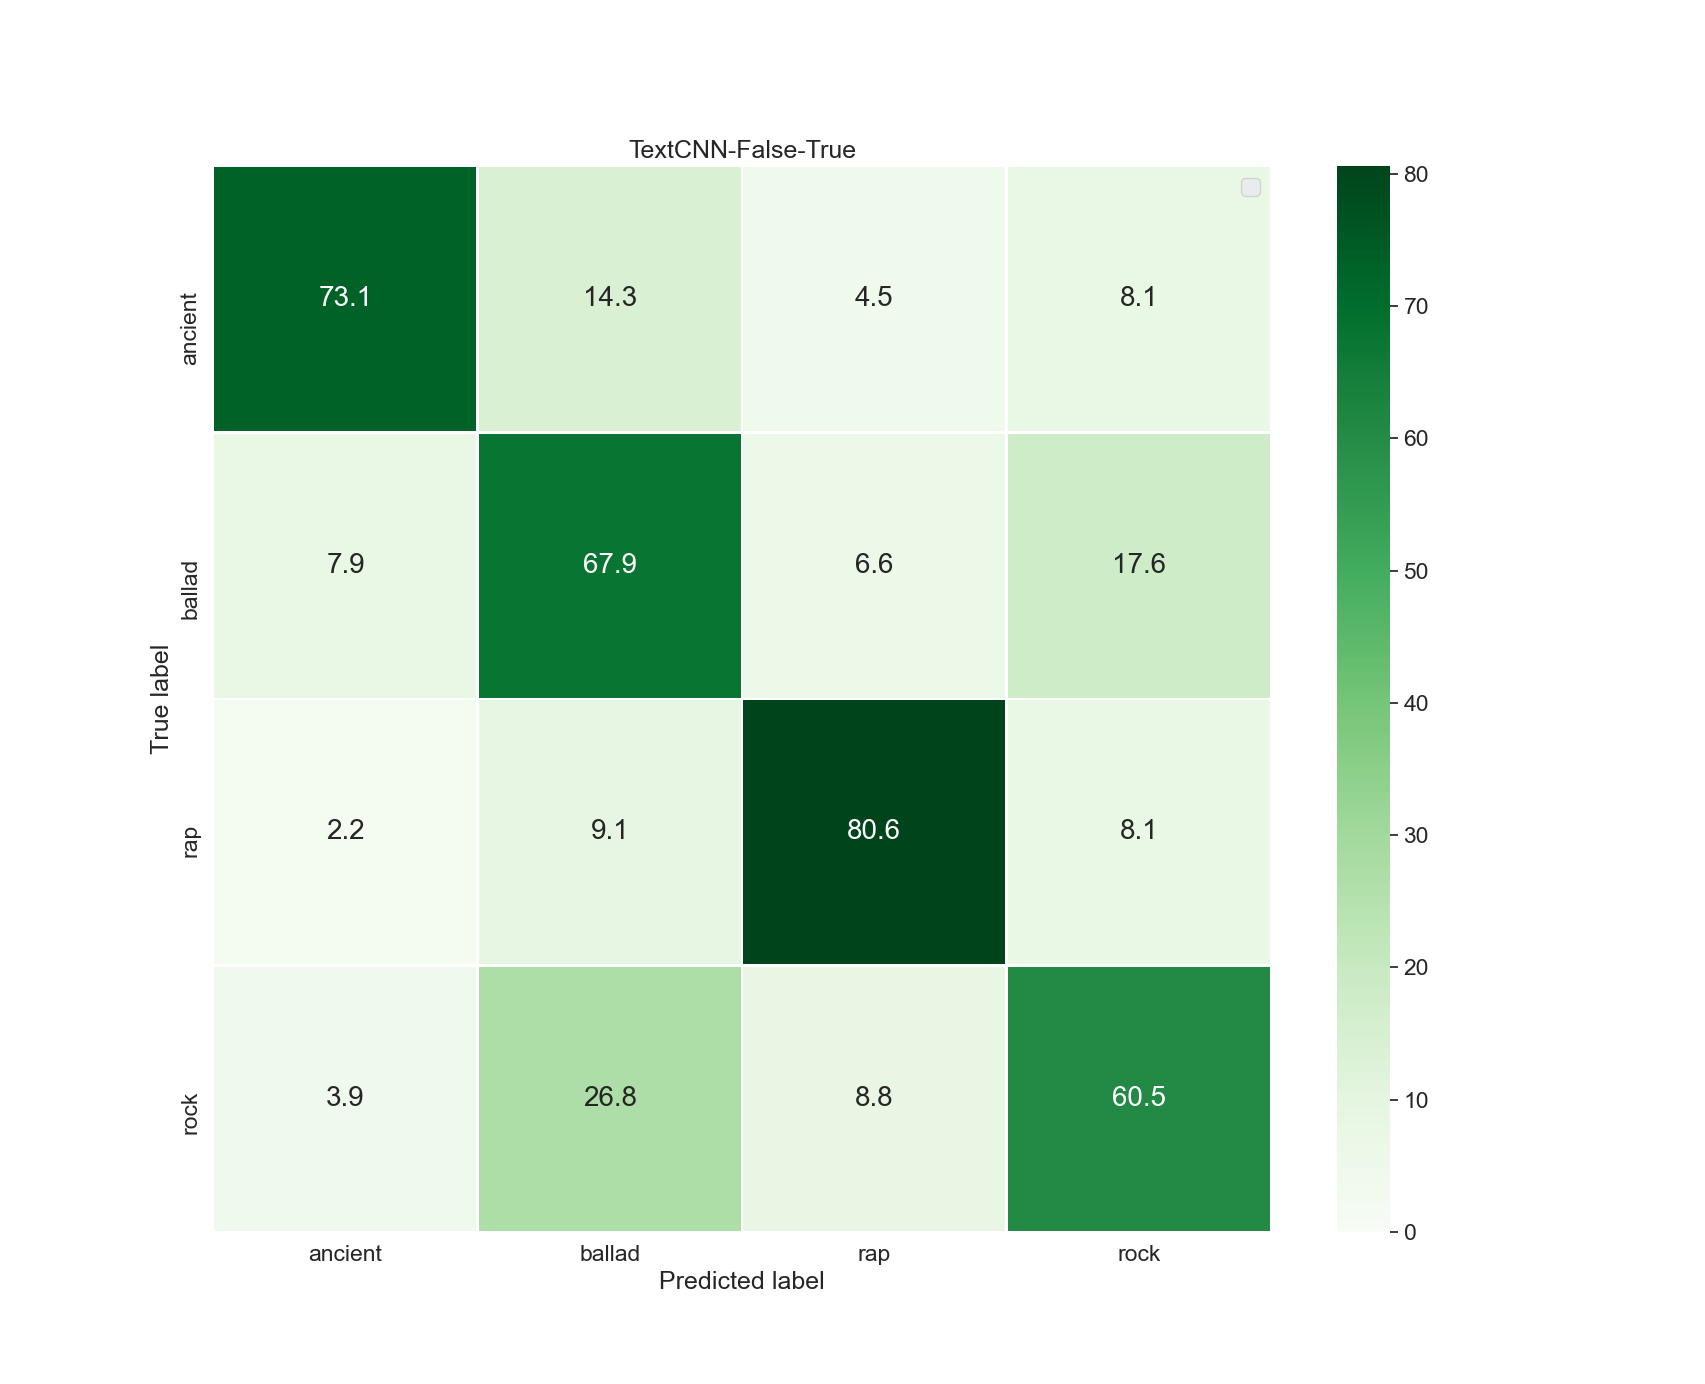 TextCNN-False-True
73.1 14.3 4.5 8.1
7.9 67.9 6.6 17.6
2.2 9.1 80.6 8.1
3.9 26.8 8.8 60.5
ancient
ballad
rap
rock
True label
ancient ballad rap rock
Predicted label
80
70
60
50
40
30
20
10
0